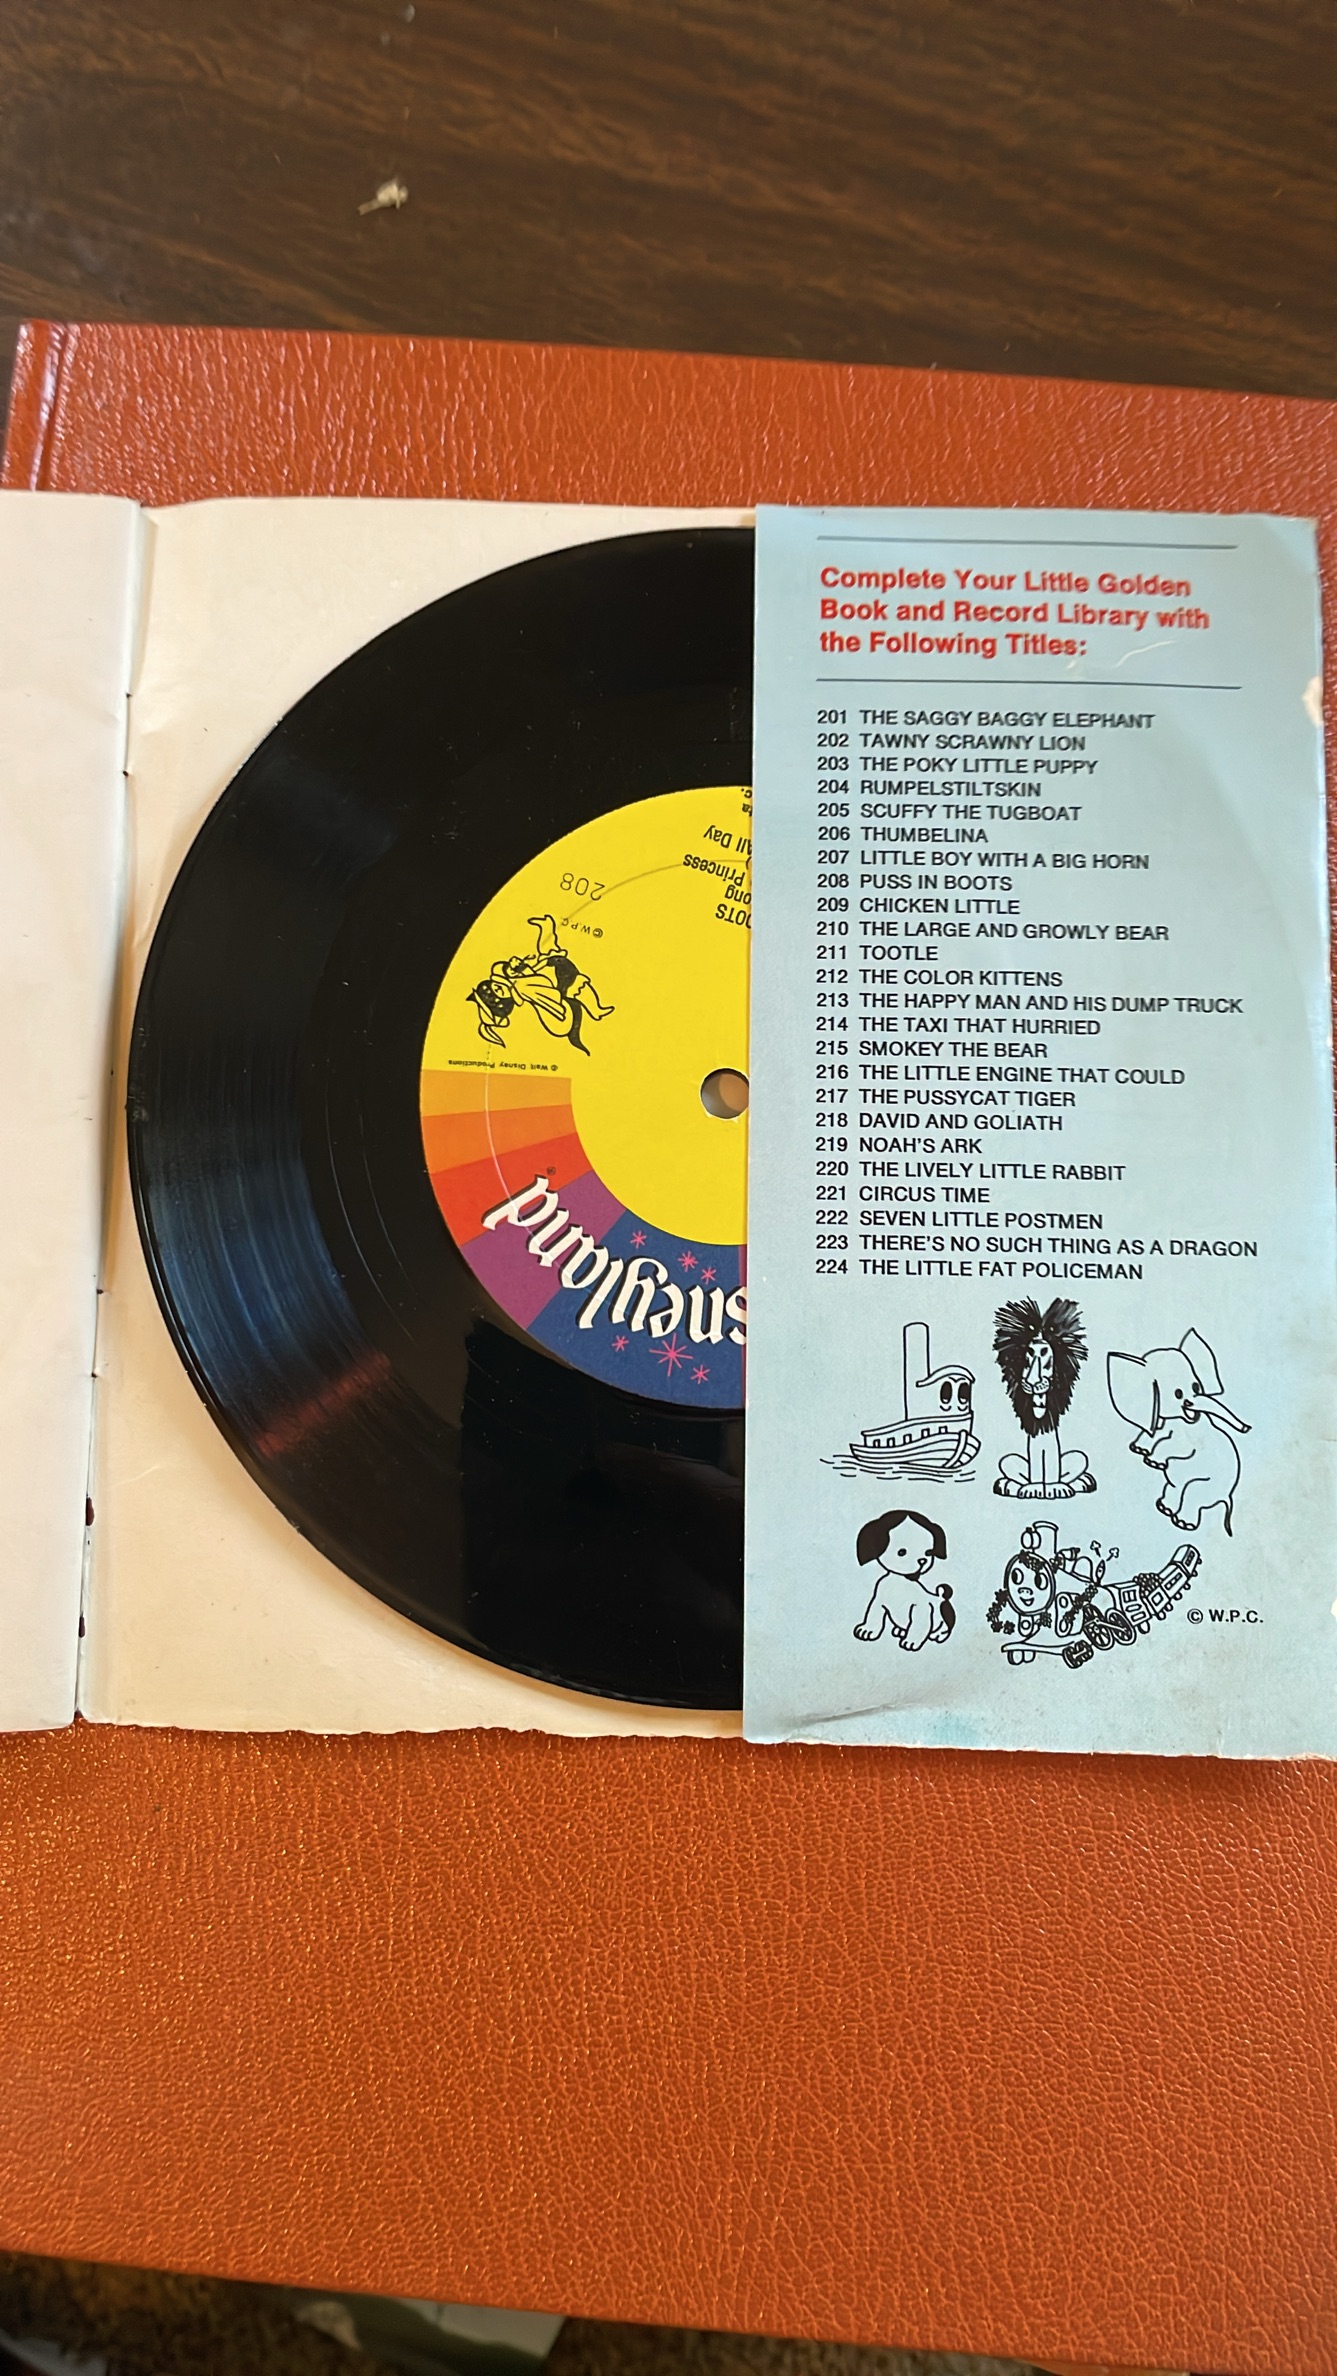 Complete Your Little Golden
Book and Record Library with
the Following Titles:
201 THE SAGGY BAGGY ELEPHANT
202 TAWNY SCRAWNY LION
203 THE POKY LITTLE PUPPY
204 RUMPELSTILTSKIN
205 SCUFFY THE TUGBOAT
206 THUMBELINA
207 LITTLE BOY WITH A BIG HORN
208 PUSS IN BOOTS
209 CHICKEN LITTLE
210 THE LARGE AND GROWLY BEAR
211 TOOTLE
212 THE COLOR KITTENS
213 THE HAPPY MAN AND HIS DUMP TRUCK
214 THE TAXI THAT HURRIED
215 SMOKEY THE BEAR
216 THE LITTLE ENGINE THAT COULD
217 THE PUSSYCAT TIGER
218 DAVID AND GOLIATH
219 NOAH'S ARK
220 THE LIVELY LITTLE RABBIT
221 CIRCUS TIME
222 SEVEN LITTLE POSTMEN
223 THERE'S NO SUCH THING AS A DRAGON
224 THE LITTLE FAT POLICEMAN
© W.P.C.
sneyland
© Walt Disney Productions
© W.P.C.
208
OOTS
ong
Princess
All Day
ta
c.